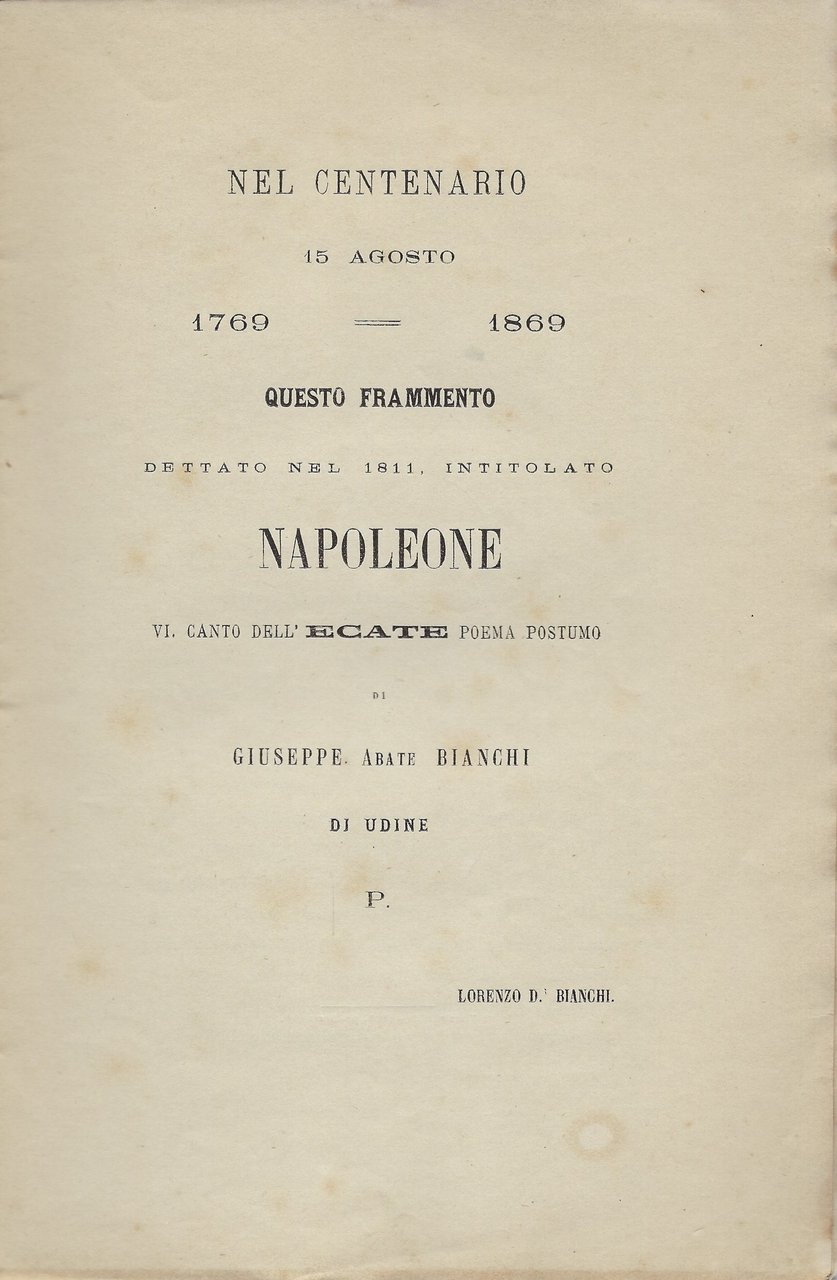 NEL CENTENARIO
15 AGOSTO
1769 = 1869
QUESTO FRAMMENTO
DETTATO NEL 1811, INTITOLATO
NAPOLEONE
VI. CANTO DELL' ECATE POEMA POSTUMO
DI
GIUSEPPE ABATE BIANCHI
DI UDINE
P.
LORENZO D.r BIANCHI.